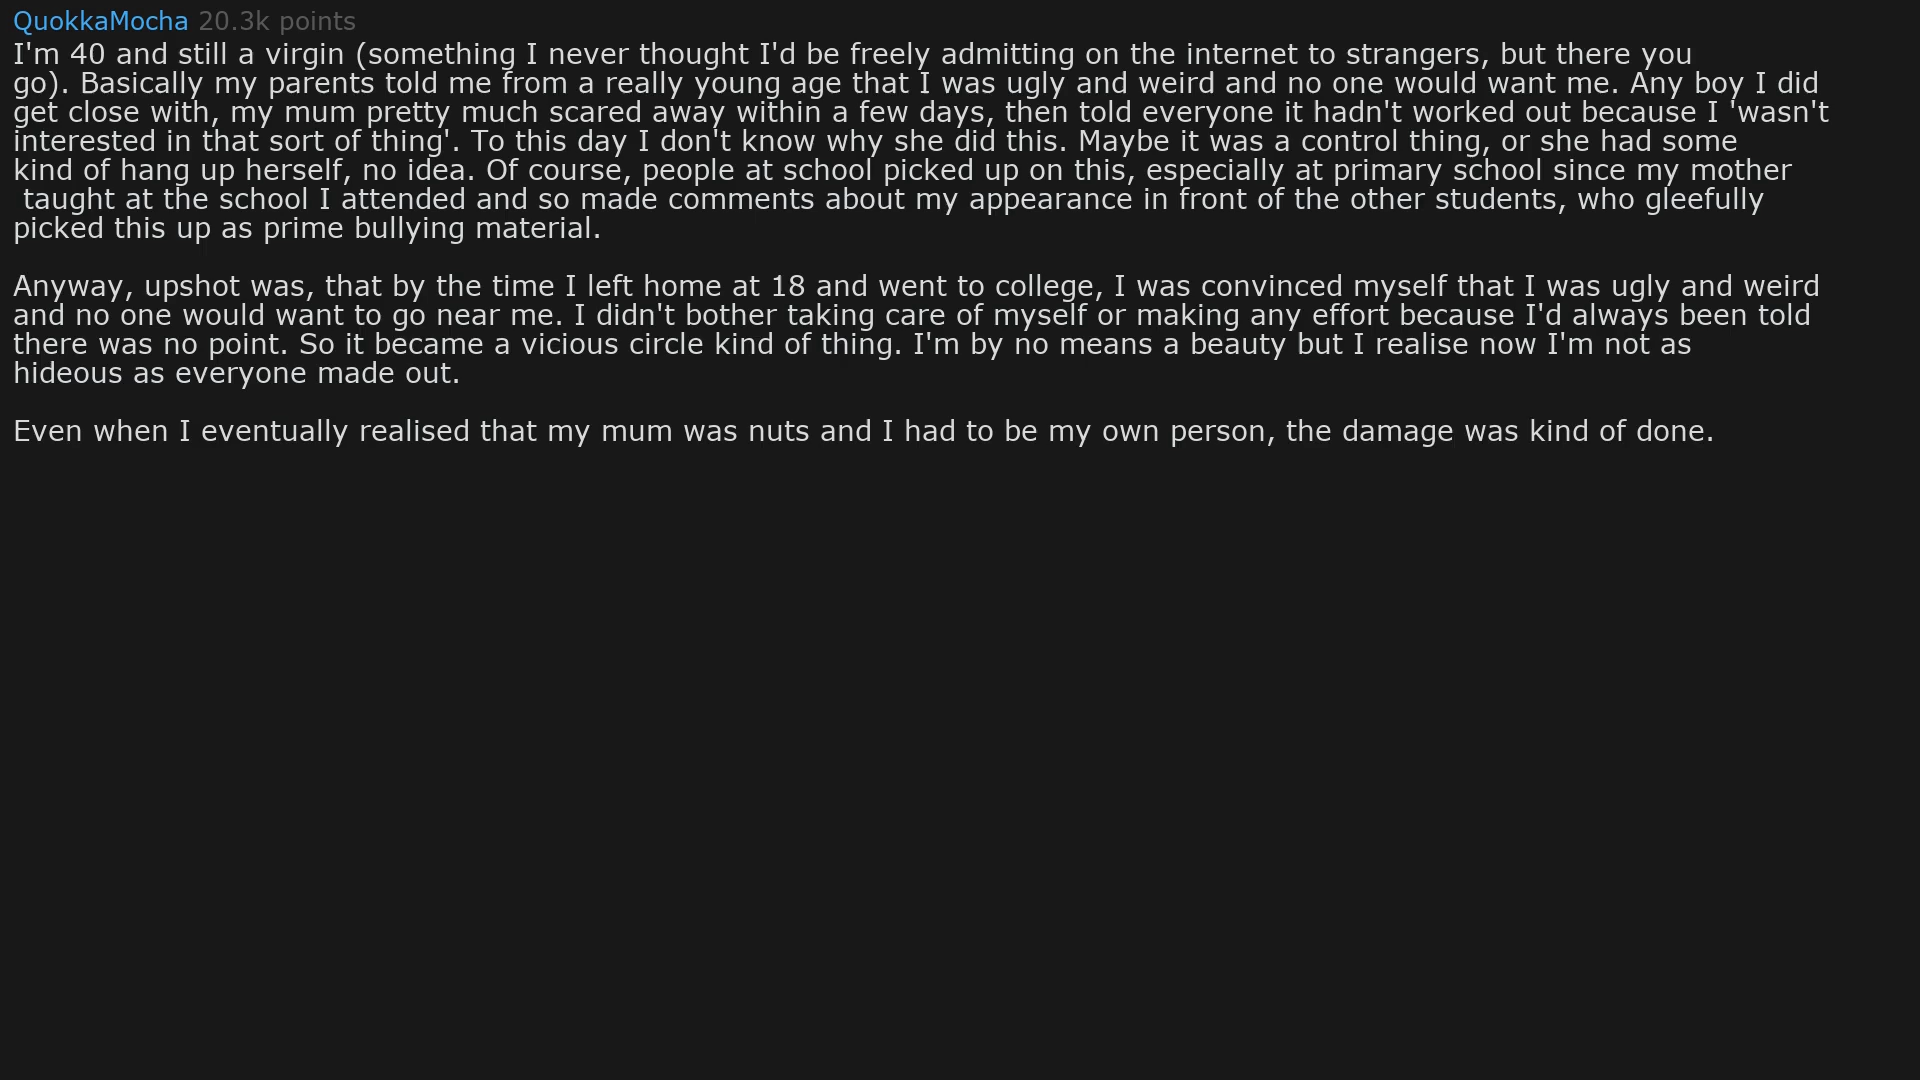 QuokkaMocha 20.3k points
I'm 40 and still a virgin (something I never thought I'd be freely admitting on the internet to strangers, but there you
go). Basically my parents told me from a really young age that I was ugly and weird and no one would want me. Any boy I did
get close with, my mum pretty much scared away within a few days, then told everyone it hadn't worked out because I 'wasn't
interested in that sort of thing'. To this day I don't know why she did this. Maybe it was a control thing, or she had some
kind of hang up herself, no idea. Of course, people at school picked up on this, especially at primary school since my mother
taught at the school I attended and so made comments about my appearance in front of the other students, who gleefully
picked this up as prime bullying material.
Anyway, upshot was, that by the time I left home at 18 and went to college, I was convinced myself that I was ugly and weird
and no one would want to go near me. I didn't bother taking care of myself or making any effort because I'd always been told
there was no point. So it became a vicious circle kind of thing. I'm by no means a beauty but I realise now I'm not as
hideous as everyone made out.
Even when I eventually realised that my mum was nuts and I had to be my own person, the damage was kind of done.